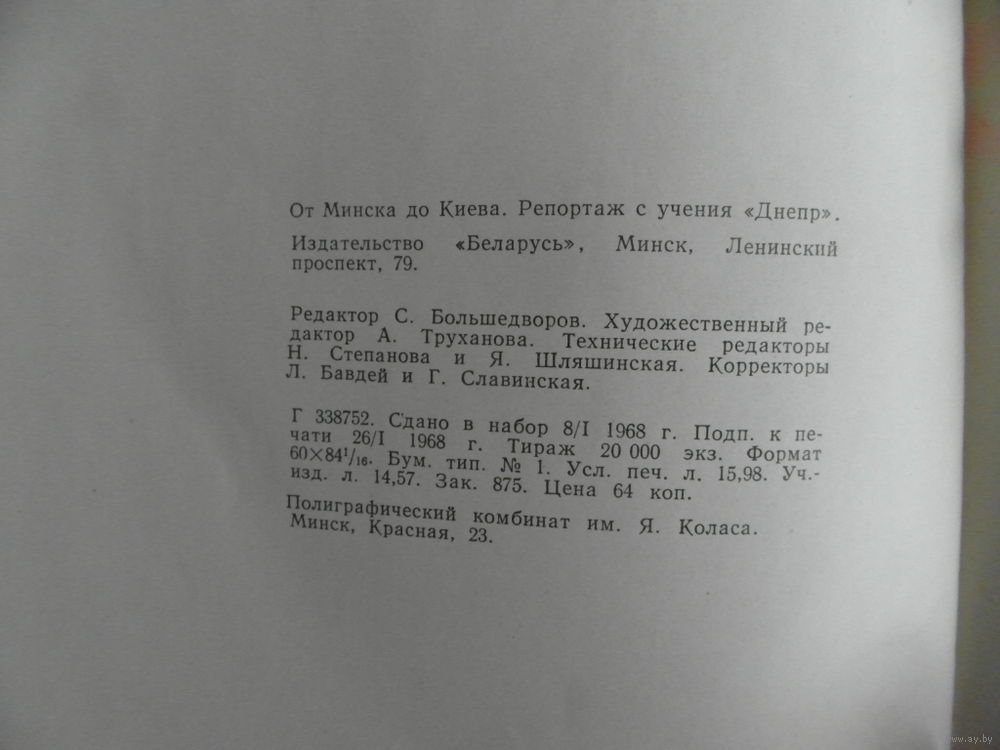 От Минска до Киева. Репортаж с учения «Днепр».
Издательство «Беларусь», Минск, Ленинский
проспект, 79.
Редактор С. Большедворов. Художественный ре-
дактор А. Труханова. Технические редакторы
Н. Степанова и Я. Шляшинская. Корректоры
Л. Бавдей и Г. Славинская.
Г 338752. Сдано в набор 8/I 1968 г. Подп. к пе-
чати 26/I 1968 г. Тираж 20 000 экз. Формат
60×84¹/₁₆. Бум. тип. № 1. Усл. печ. л. 15,98. Уч.-
изд. л. 14,57. Зак. 875. Цена 64 коп.
Полиграфический комбинат им. Я. Коласа.
Минск, Красная, 23.
www.ay.by